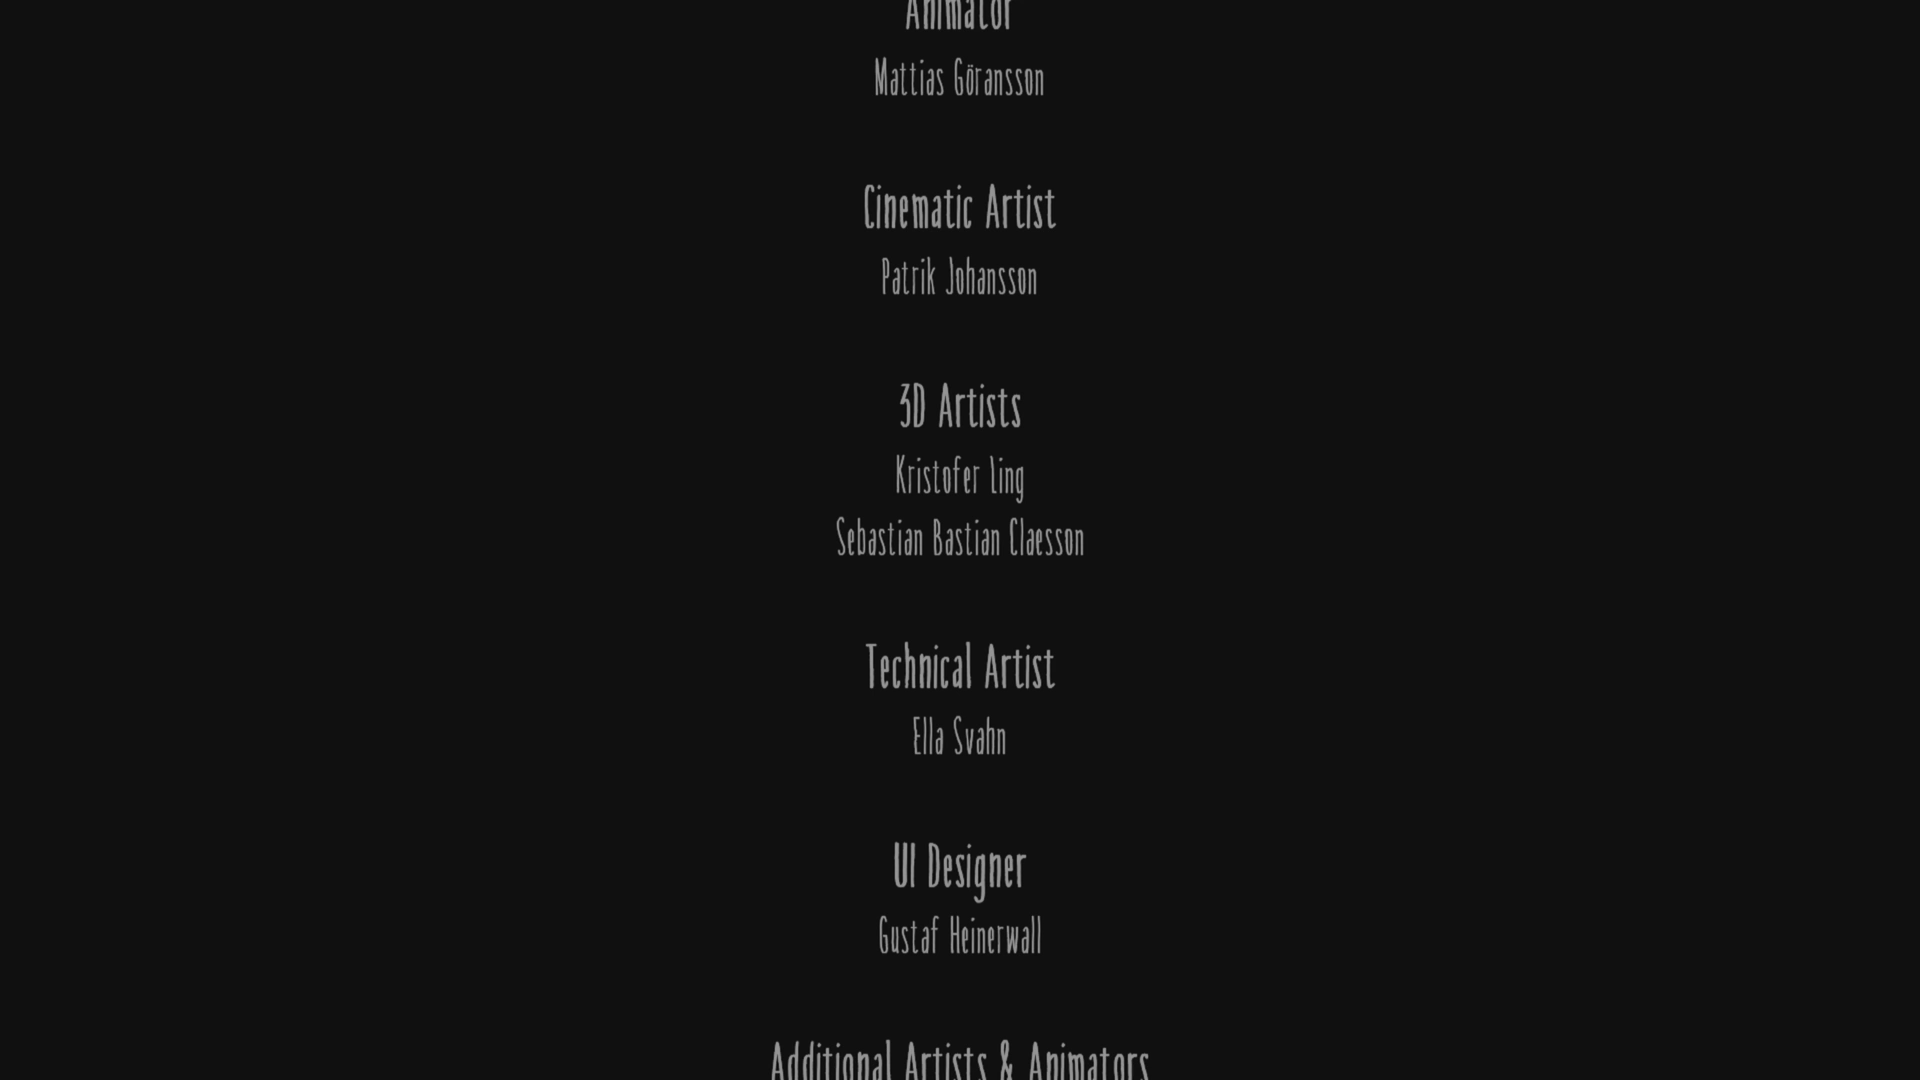 Animator
Mattias Göransson
Cinematic Artist
Patrik Johansson
3D Artists
Kristofer Ling
Sebastian Bastian Claesson
Technical Artist
Ella Svahn
UI Designer
Gustaf Heinerwall
Additional Artists & Animators